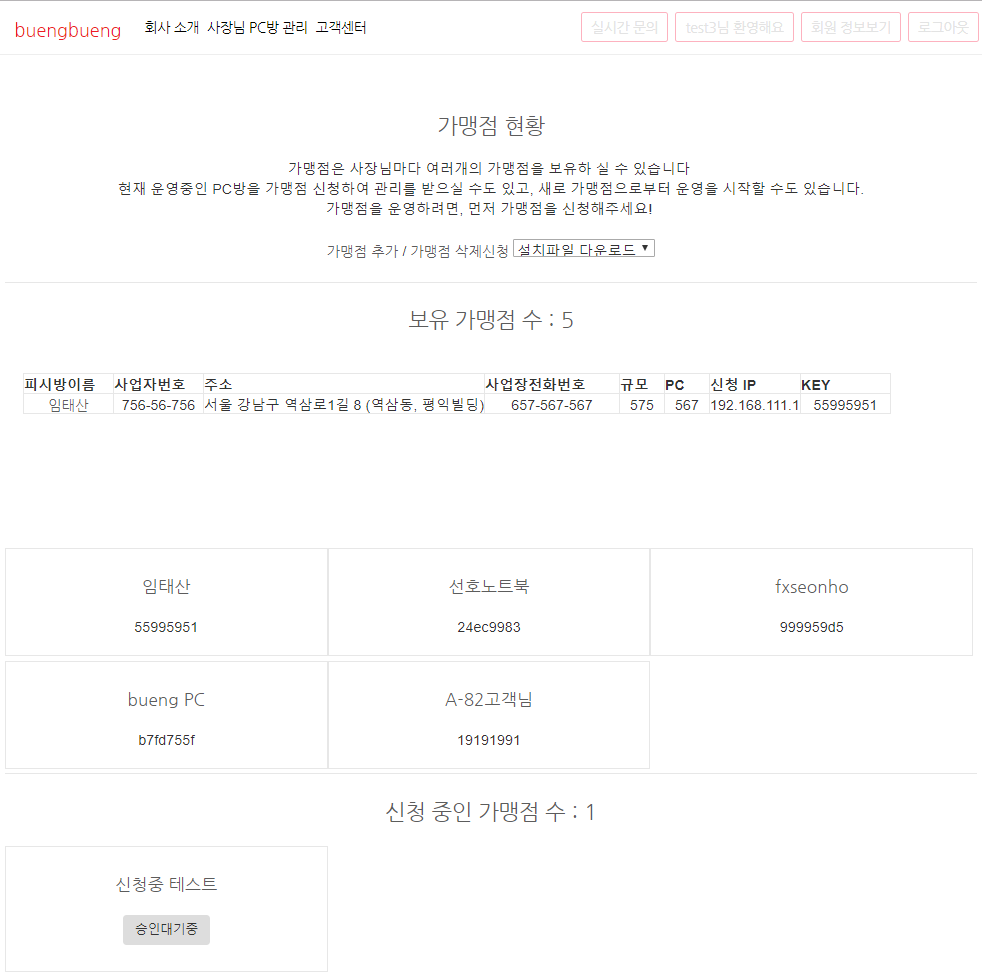 buengbueng 회사 소개 사장님 PC방 관리 고객센터 실시간 문의 test3님 환영해요 회원 정보보기 로그아웃
가맹점 현황
가맹점은 사장님마다 여러개의 가맹점을 보유하 실 수 있습니다
현재 운영중인 PC방을 가맹점 신청하여 관리를 받으실 수도 있고, 새로 가맹점으로부터 운영을 시작할 수도 있습니다.
가맹점을 운영하려면, 먼저 가맹점을 신청해주세요!
가맹점 추가 / 가맹점 삭제신청 설치파일 다운로드
보유 가맹점 수 : 5
피시방이름 사업자번호 주소 사업장전화번호 규모 PC 신청 IP KEY
임태산 756-56-756 서울 강남구 역삼로1길 8 (역삼동, 평익빌딩) 657-567-567 575 567 192.168.111.1 55995951
임태산 선호노트북 fxseonho
55995951 24ec9983 999959d5
bueng PC A-82고객님
b7fd755f 19191991
신청 중인 가맹점 수 : 1
신청중 테스트
승인대기중